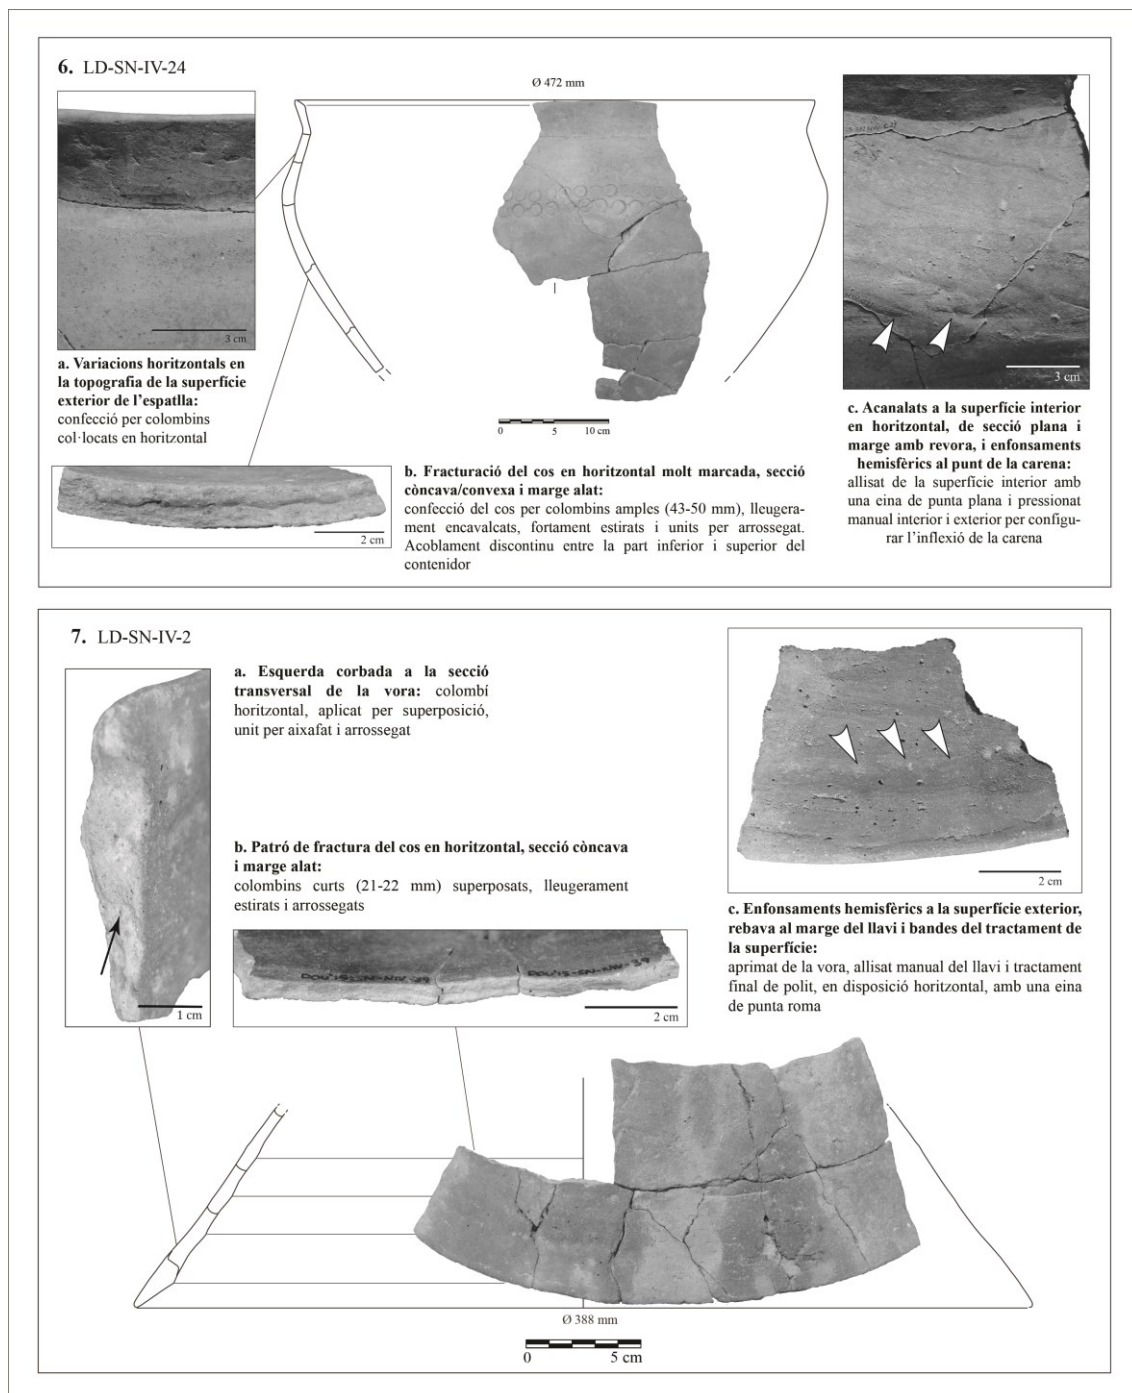 6. LD-SN-IV-24
Ø 472 mm
3 cm
a. Variacions horitzontals en
la topografia de la superfície
exterior de l'espatlla:
confecció per colombins
col·locats en horitzontal
0 5 10 cm
3 cm
2 cm
b. Fracturació del cos en horitzontal molt marcada, secció
còncava/convexa i marge alat:
confecció del cos per colombins amples (43-50 mm), lleugera-
ment encavalcats, fortament estirats i units per arrossegat.
Acoblament discontinu entre la part inferior i superior del
contenidor
c. Acanalats a la superfície interior
en horitzontal, de secció plana i
marge amb revora, i enfonsaments
hemisfèrics al punt de la carena:
allisat de la superfície interior amb
una eina de punta plana i pressionat
manual interior i exterior per configu-
rar l'inflexió de la carena
7. LD-SN-IV-2
a. Esquerda corbada a la secció
transversal de la vora: colombí
horitzontal, aplicat per superposició,
unit per aixafat i arrossegat
1 cm
b. Patró de fractura del cos en horitzontal, secció còncava
i marge alat:
colombins curts (21-22 mm) superposats, lleugerament
estirats i arrossegats
2 cm
2 cm
c. Enfonsaments hemisfèrics a la superfície exterior,
rebava al marge del llavi i bandes del tractament de
la superfície:
aprimat de la vora, allisat manual del llavi i tractament
final de polit, en disposició horitzontal, amb una eina
de punta roma
Ø 388 mm
0 5 cm